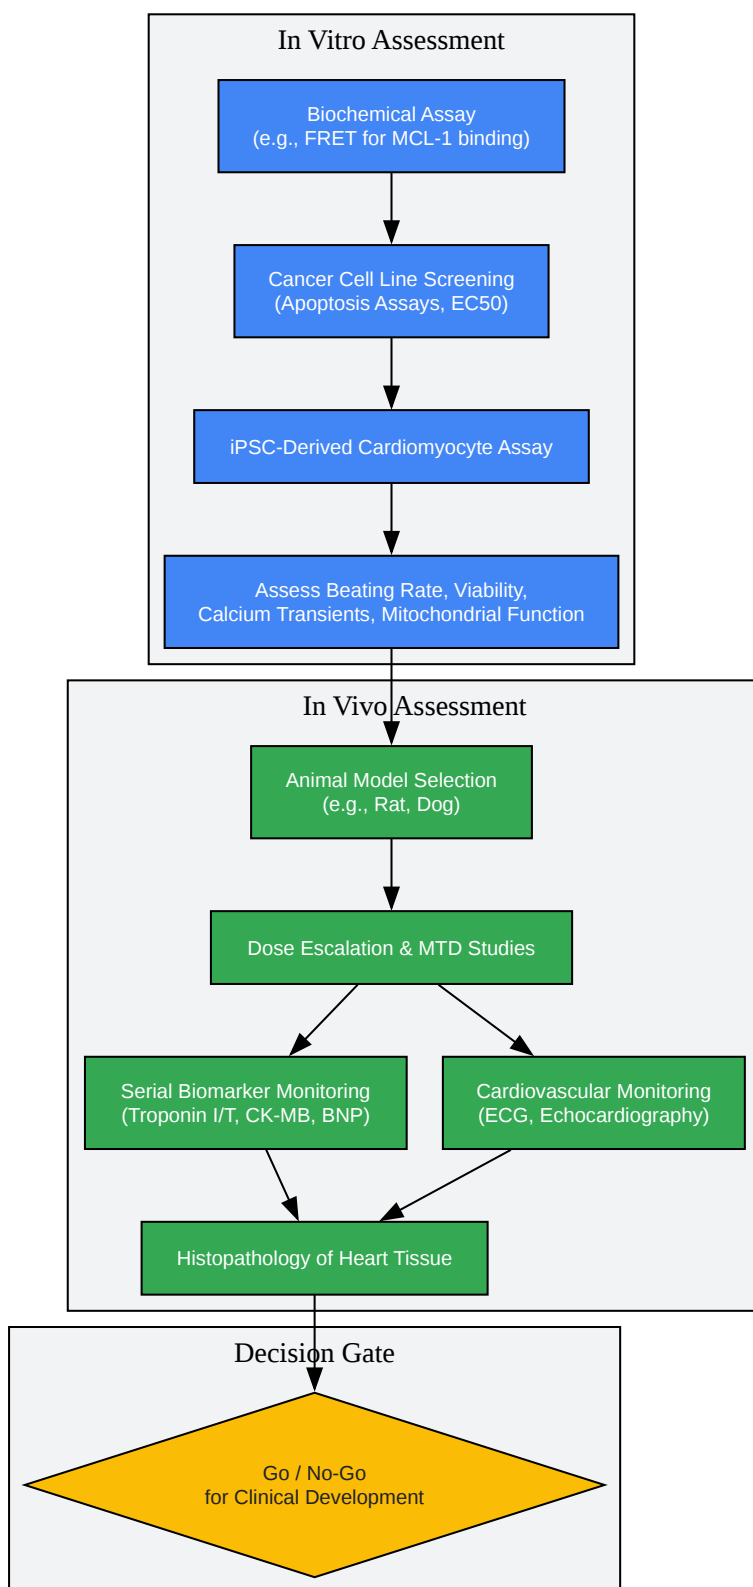 In Vitro Assessment
Biochemical Assay
(e.g., FRET for MCL-1 binding)
Cancer Cell Line Screening
(Apoptosis Assays, EC50)
iPSC-Derived Cardiomyocyte Assay
Assess Beating Rate, Viability,
Calcium Transients, Mitochondrial Function
In Vivo Assessment
Animal Model Selection
(e.g., Rat, Dog)
Dose Escalation & MTD Studies
Serial Biomarker Monitoring
(Troponin I/T, CK-MB, BNP)
Cardiovascular Monitoring
(ECG, Echocardiography)
Histopathology of Heart Tissue
Decision Gate
Go / No-Go
for Clinical Development